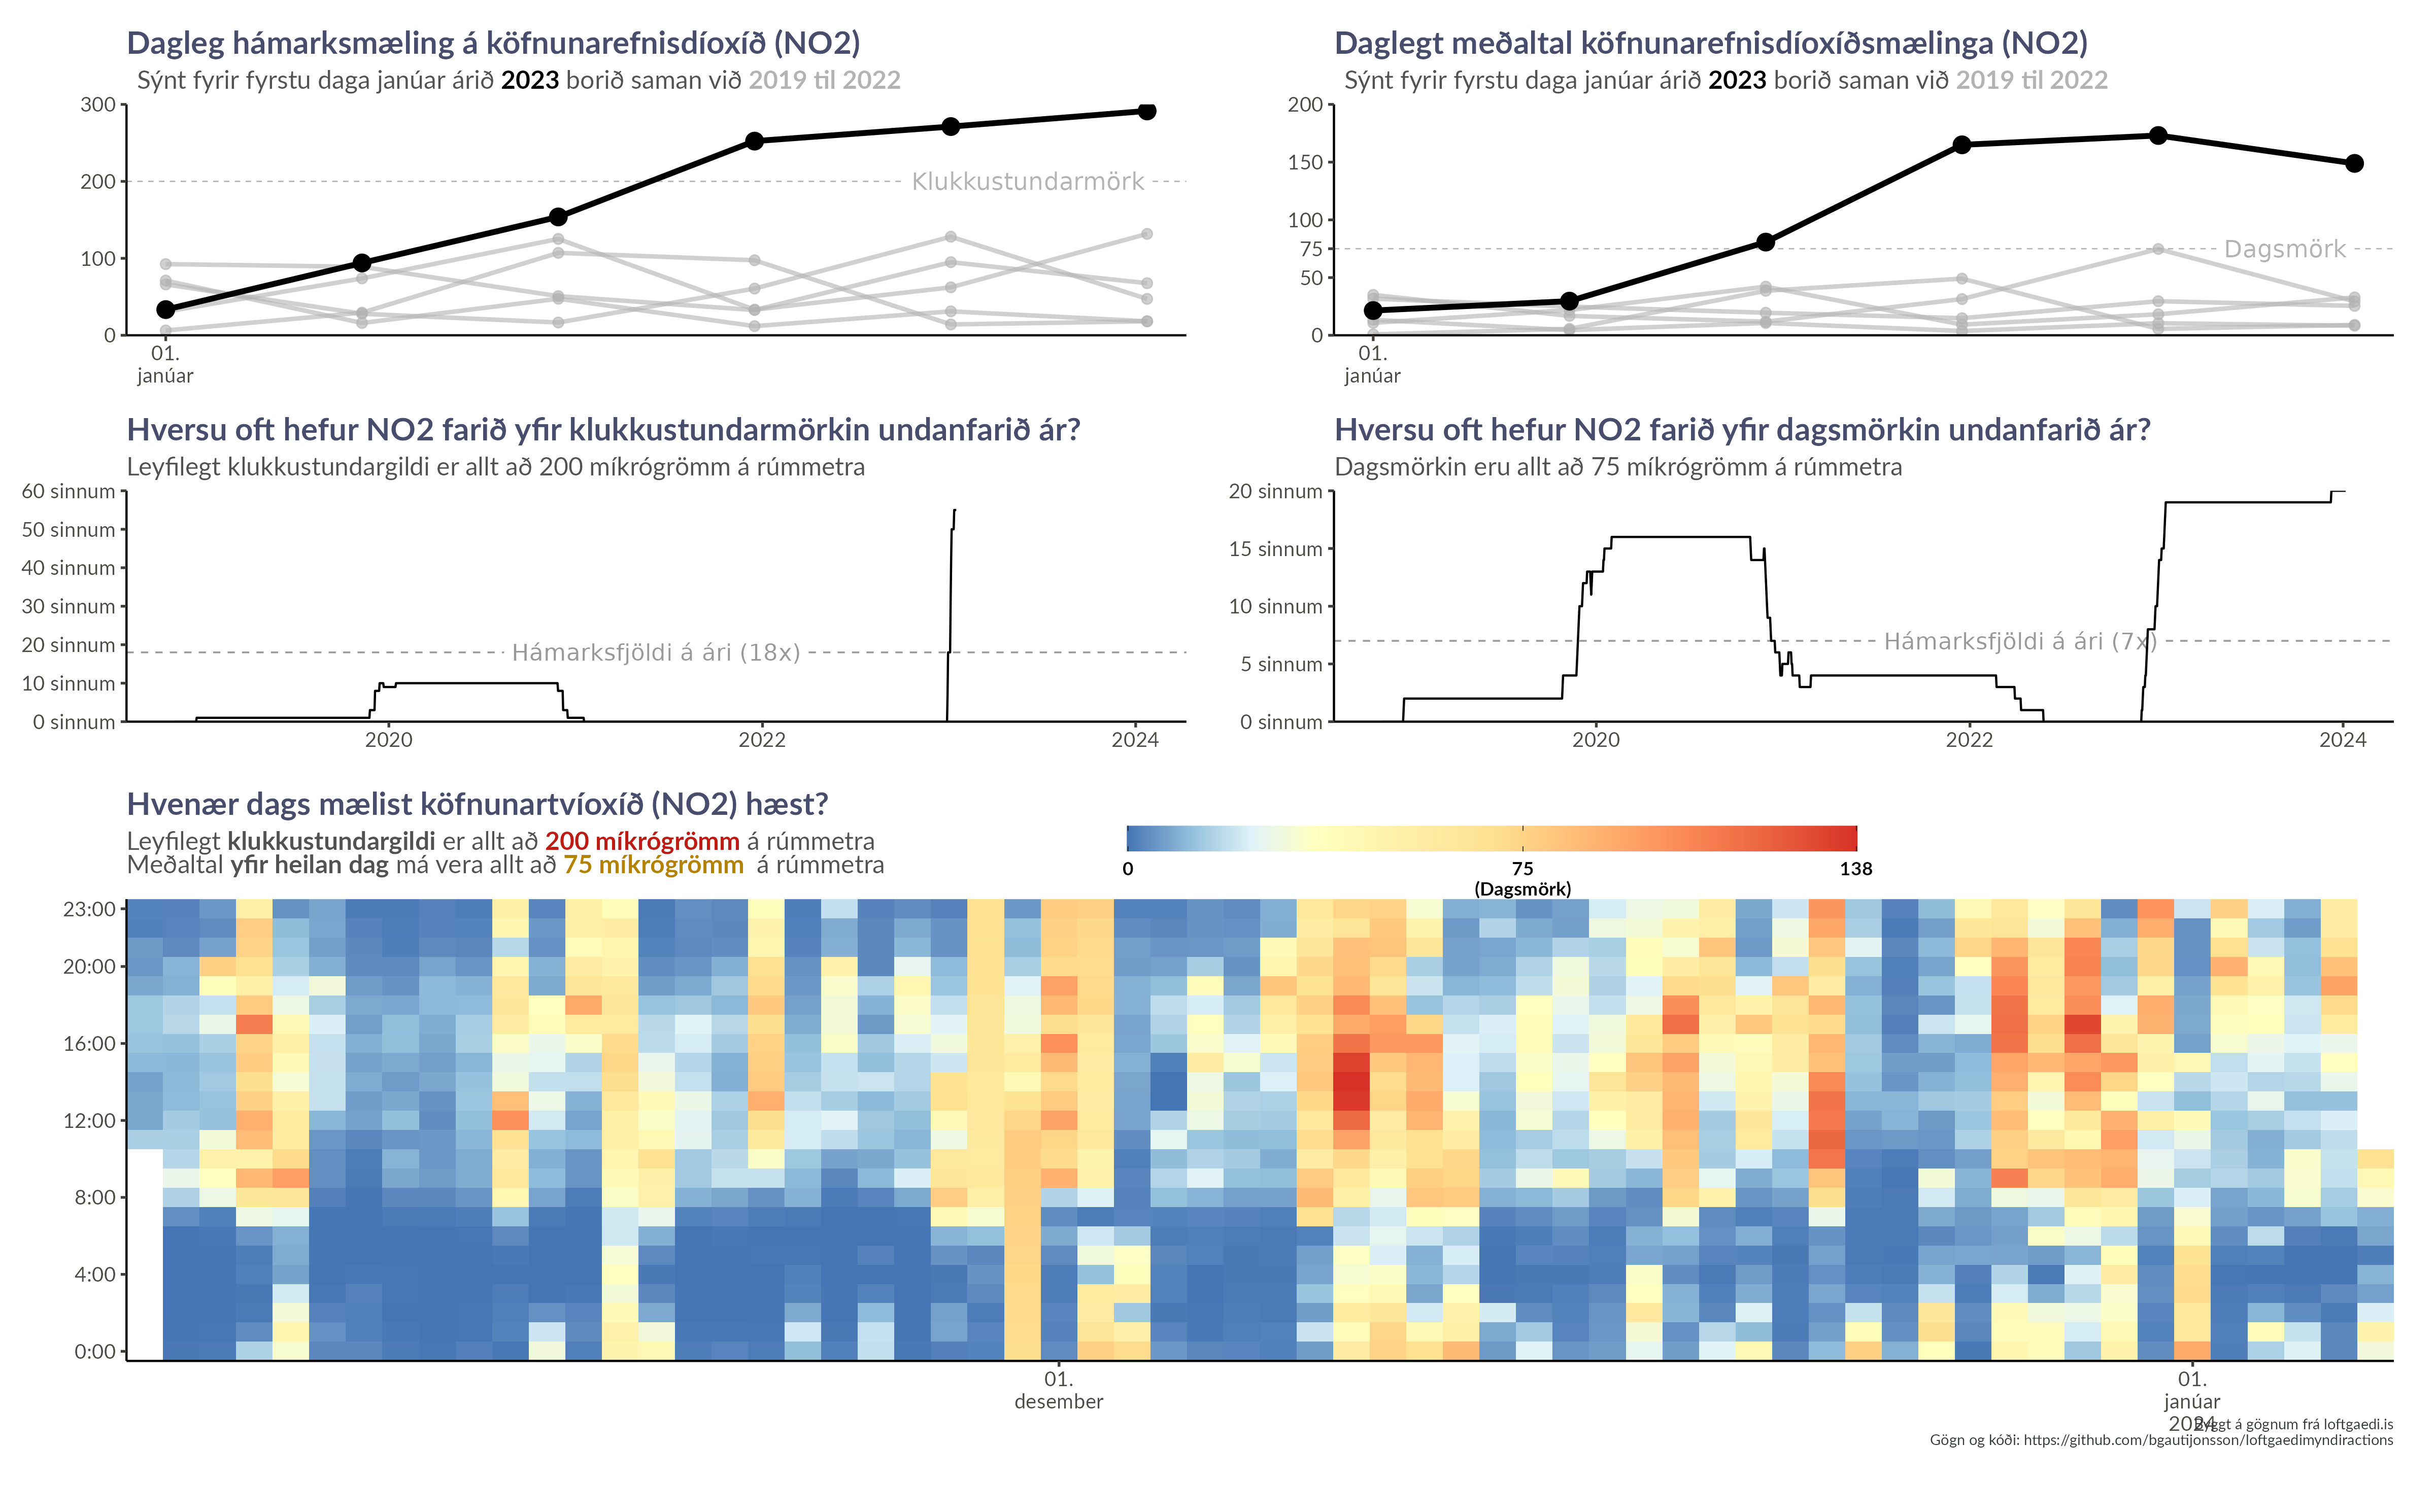 Dagleg hámarksmæling á köfnunarefnisdíoxíð (NO2)
Sýnt fyrir fyrstu daga janúar árið 2023 borið saman við 2019 til 2022
300
200
100
0
Klukkustundarmörk
01.
janúar
Daglegt meðaltal köfnunarefnisdíoxíðsmælinga (NO2)
Sýnt fyrir fyrstu daga janúar árið 2023 borið saman við 2019 til 2022
200
150
100
75
50
0
Dagsmörk
01.
janúar
Hversu oft hefur NO2 farið yfir klukkustundarmörkin undanfarið ár?
Leyfilegt klukkustundargildi er allt að 200 míkrógrömm á rúmmetra
60 sinnum
50 sinnum
40 sinnum
30 sinnum
20 sinnum
10 sinnum
0 sinnum
Hámarksfjöldi á ári (18x)
2020
2022
2024
Hversu oft hefur NO2 farið yfir dagsmörkin undanfarið ár?
Dagsmörkin eru allt að 75 míkrógrömm á rúmmetra
20 sinnum
15 sinnum
10 sinnum
5 sinnum
0 sinnum
Hámarksfjöldi á ári (7x)
2020
2022
2024
Hvenær dags mælist köfnunartvíoxíð (NO2) hæst?
Leyfilegt klukkustundargildi er allt að 200 míkrógrömm á rúmmetra
Meðaltal yfir heilan dag má vera allt að 75 míkrógrömm á rúmmetra
0
75
138
(Dagsmörk)
23:00
20:00
16:00
12:00
8:00
4:00
0:00
01.
desember
01.
janúar
2024
Byggt á gögnum frá loftgaedi.is
Gögn og kóði: https://github.com/bgautijonsson/loftgaedimyndiractions